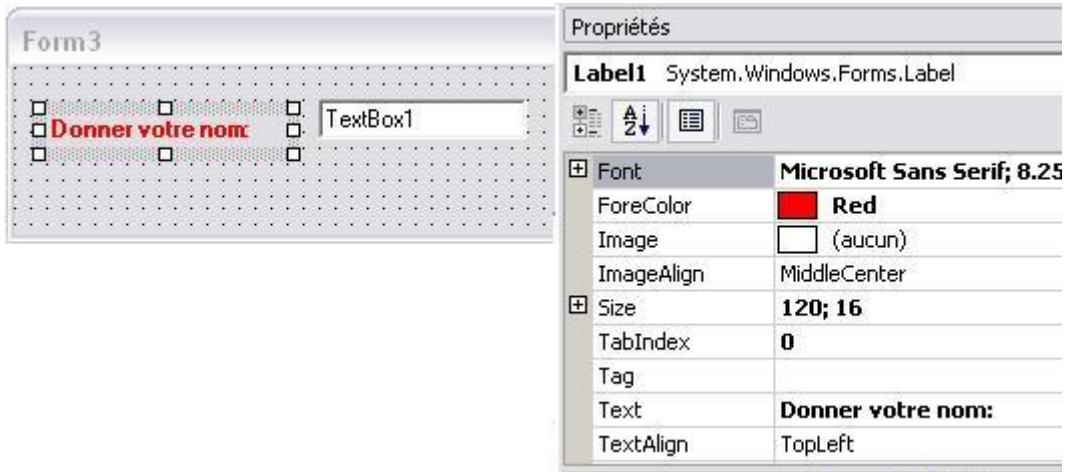 Form3
Donner votre nom:
TextBox1
Propriétés
Label1 System.Windows.Forms.Label
Font Microsoft Sans Serif; 8.25
ForeColor Red
Image (aucun)
ImageAlign MiddleCenter
Size 120; 16
TabIndex 0
Tag
Text Donner votre nom:
TextAlign TopLeft